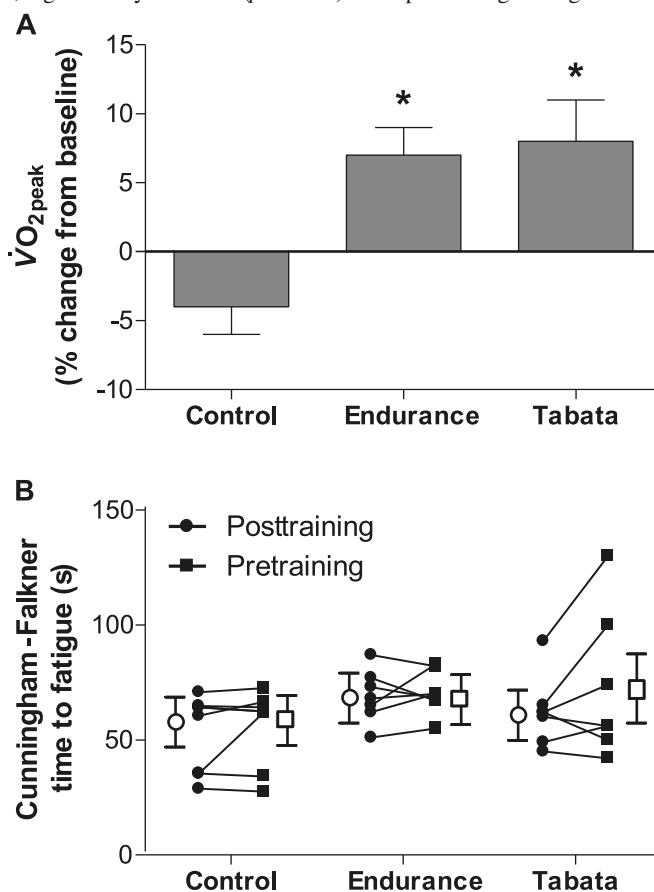 A
15
10
5
0
-5
-10
V̇O2peak
(% change from baseline)
*
*
Control Endurance Tabata
B
150
100
50
0
Cunningham-Falkner
time to fatigue (s)
Posttraining
Pretraining
Control Endurance Tabata